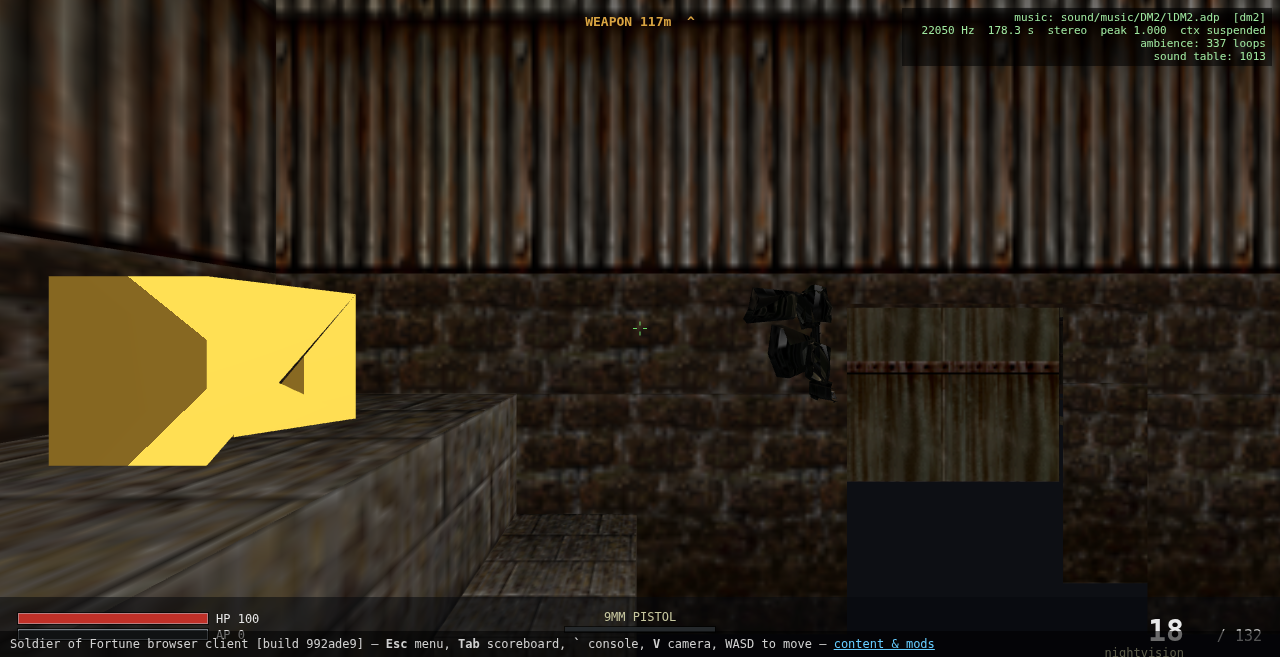 WEAPON 117m ^
music: sound/music/DM2/lDM2.adp [dm2]
22050 Hz 178.3 s stereo peak 1.000 ctx suspended
ambience: 337 loops
sound table: 1013
9MM PISTOL
HP 100
AP 0
18 / 132
Soldier of Fortune browser client [build 992ade9] — Esc menu, Tab scoreboard, ` console, V camera, WASD to move — content & mods
nightvision